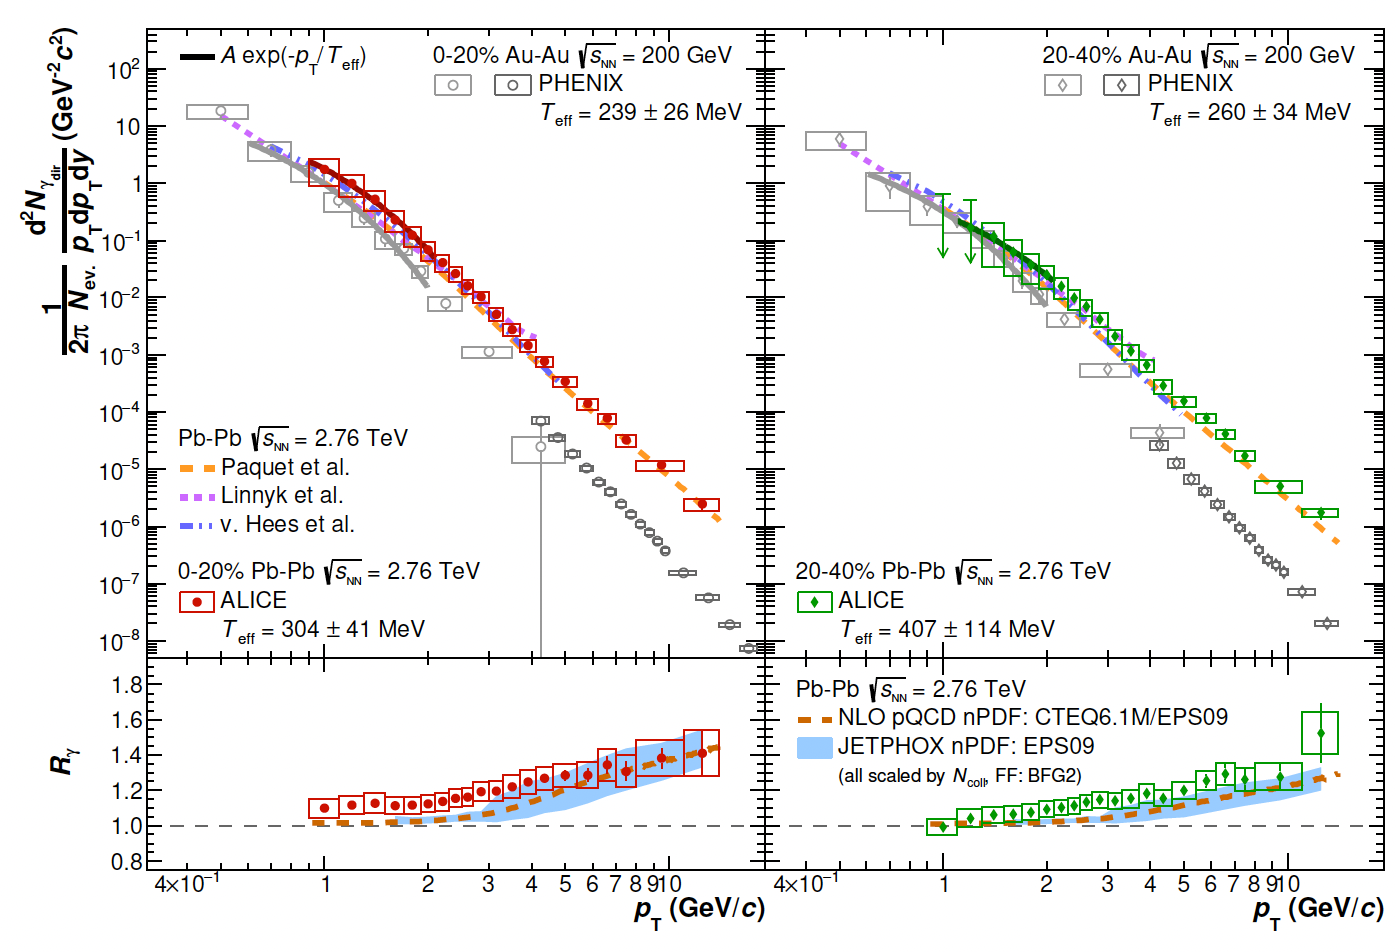 A exp(-p_T/T_eff)
0-20% Au-Au √s_NN = 200 GeV
PHENIX
T_eff = 239 ± 26 MeV
20-40% Au-Au √s_NN = 200 GeV
PHENIX
T_eff = 260 ± 34 MeV
1/(2π N_ev.) d²N_γdir/(p_T dp_T dy) (GeV⁻²c²)
10²
10
1
10⁻¹
10⁻²
10⁻³
10⁻⁴
10⁻⁵
10⁻⁶
10⁻⁷
10⁻⁸
Pb-Pb √s_NN = 2.76 TeV
Paquet et al.
Linnyk et al.
v. Hees et al.
0-20% Pb-Pb √s_NN = 2.76 TeV
ALICE
T_eff = 304 ± 41 MeV
20-40% Pb-Pb √s_NN = 2.76 TeV
ALICE
T_eff = 407 ± 114 MeV
R_γ
1.8
1.6
1.4
1.2
1.0
0.8
Pb-Pb √s_NN = 2.76 TeV
NLO pQCD nPDF: CTEQ6.1M/EPS09
JETPHOX nPDF: EPS09
(all scaled by N_coll, FF: BFG2)
4×10⁻¹ 1 2 3 4 5 6 7 8 9 10
p_T (GeV/c)
4×10⁻¹ 1 2 3 4 5 6 7 8 9 10
p_T (GeV/c)